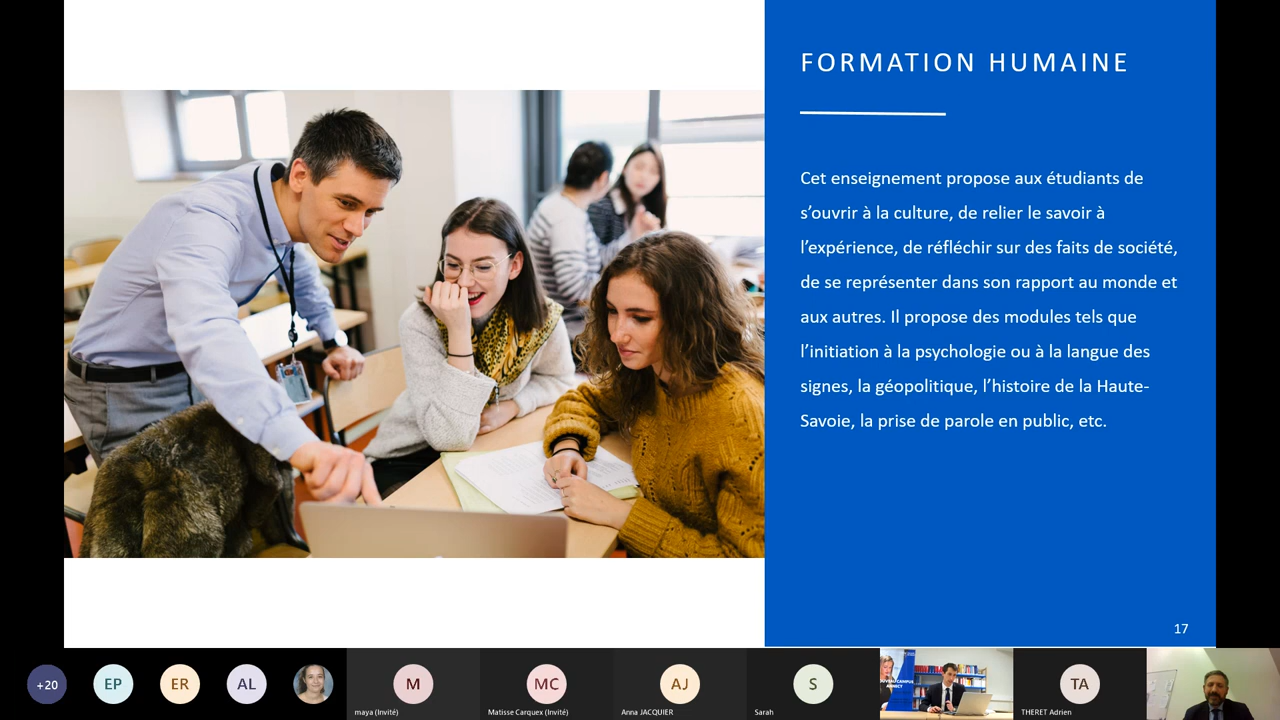 FORMATION HUMAINE
Cet enseignement propose aux étudiants de
s’ouvrir à la culture, de relier le savoir à
l’expérience, de réfléchir sur des faits de société,
de se représenter dans son rapport au monde et
aux autres. Il propose des modules tels que
l’initiation à la psychologie ou à la langue des
signes, la géopolitique, l’histoire de la Haute-
Savoie, la prise de parole en public, etc.
17
+20
EP
ER
AL
M
maya (Invité)
MC
Matisse Carquex (Invité)
AJ
Anna JACQUIER
S
Sarah
TA
THERET Adrien